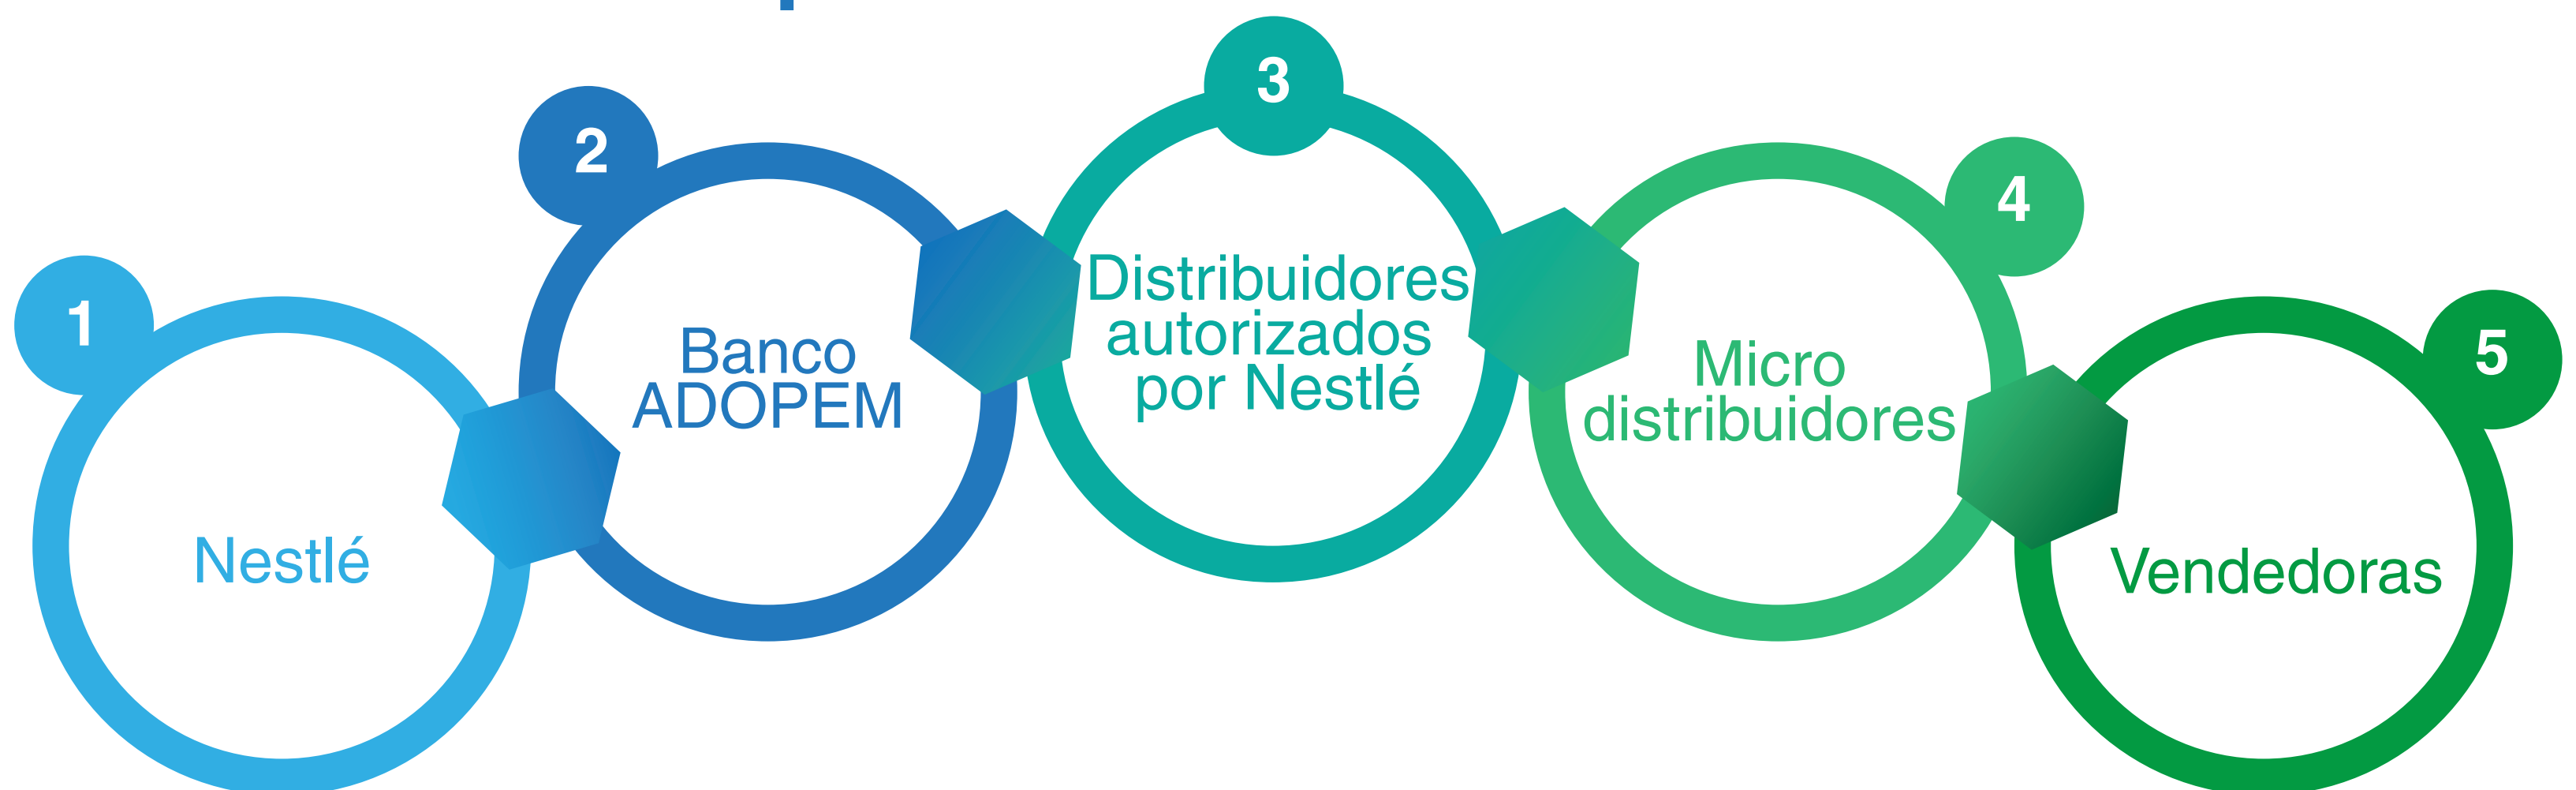 1
Nestlé
2
Banco
ADOPEM
3
Distribuidores
autorizados
por Nestlé
4
Micro
distribuidores
5
Vendedoras